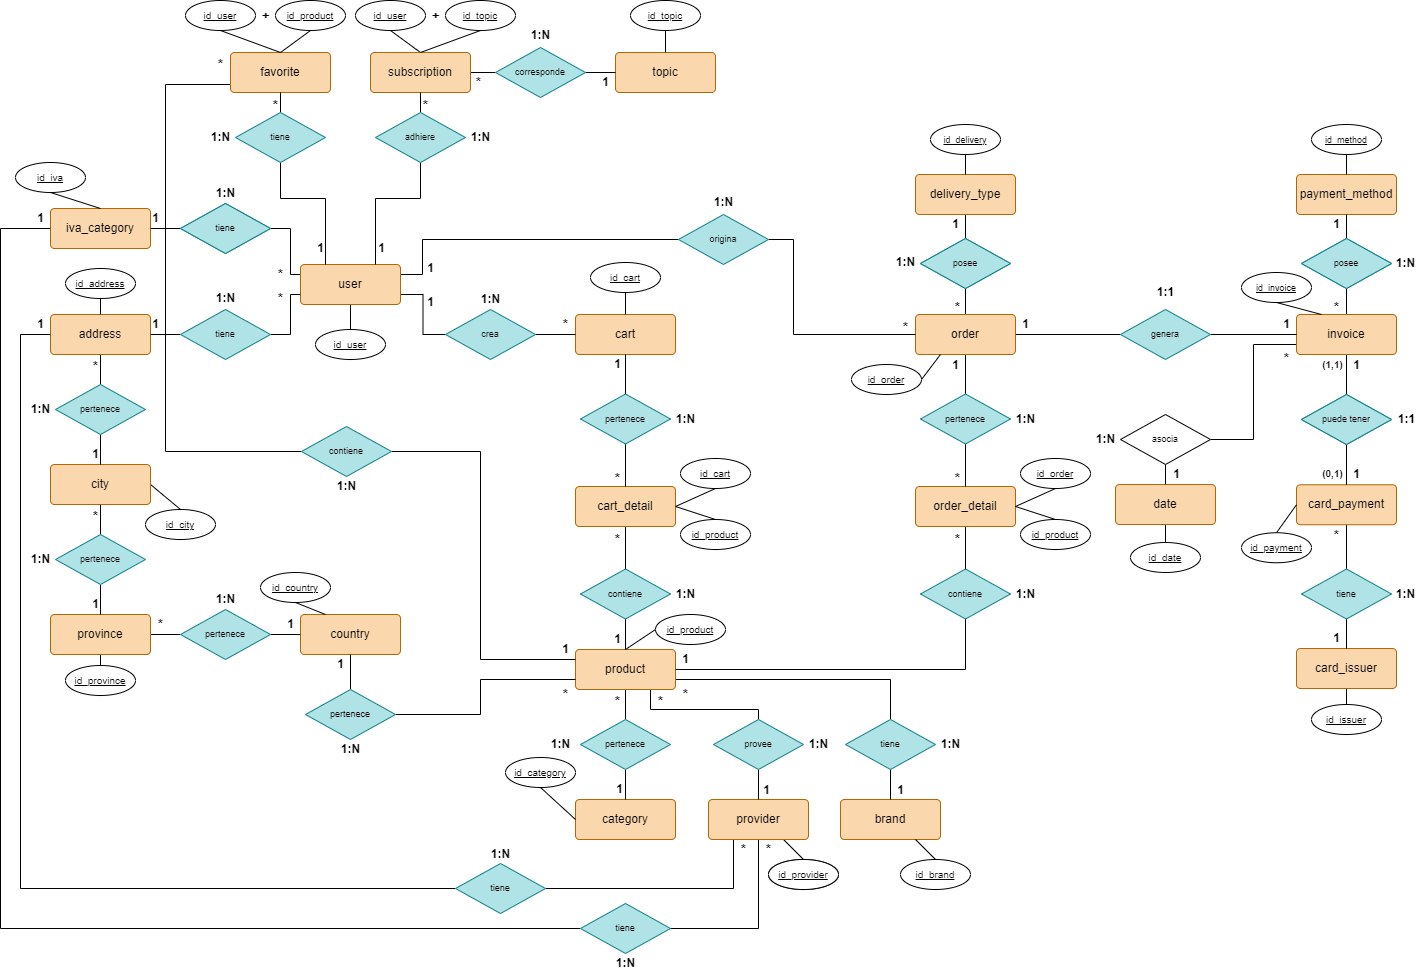 id_user + id_product
id_user + id_topic
id_topic
1:N
* favorite
subscription
*
corresponde
1
topic
*
*
1:N
tiene
adhiere
1:N
id_delivery
id_method
id_iva
1:N
1:N
delivery_type
payment_method
1
iva_category
1
tiene
1
1
origina
1
1
1:N
posee
posee
1:N
*
user
1
id_cart
id_address
1:N
*
1
1:N
1:1
id_invoice
*
*
1
address
1
tiene
id_user
crea
*
cart
*
order
1
genera
1
invoice
*
1
1
id_order
*
(1,1)
1
1:N
pertenece
pertenece
1:N
pertenece
1:N
puede tener
1:1
1
contiene
1:N
1:N
asocia
city
id_city
*
id_cart
*
id_order
1
(0,1)
1
*
cart_detail
id_product
order_detail
id_product
date
card_payment
*
*
id_date
id_payment
*
1:N
pertenece
1
id_country
1:N
contiene
1:N
contiene
1:N
tiene
1:N
province
*
pertenece
1
country
1
1
id_product
1
1
id_province
1
product
card_issuer
*
*
*
*
id_issuer
pertenece
1:N
1:N
pertenece
provee
1:N
tiene
1:N
id_category
1
1
1
category
provider
brand
*
*
1:N
id_provider
id_brand
tiene
tiene
1:N